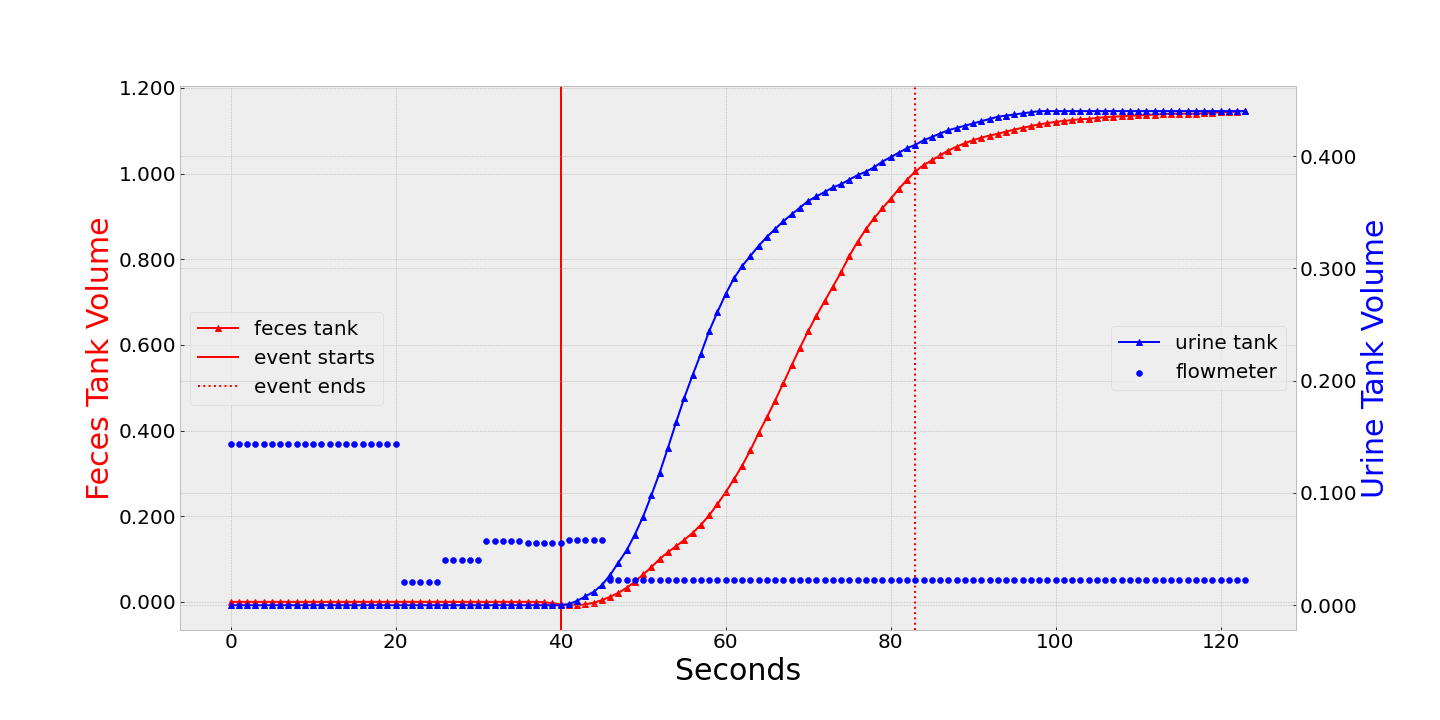 1.200
1.000
0.800
0.600
0.400
0.200
0.000
Feces Tank Volume
feces tank
event starts
event ends
urine tank
flowmeter
0.400
0.300
0.200
0.100
0.000
Urine Tank Volume
0 20 40 60 80 100 120
Seconds